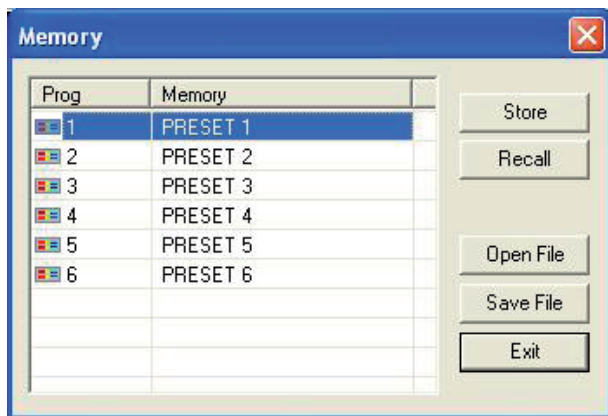 Memory
Prog Memory
1 PRESET 1
2 PRESET 2
3 PRESET 3
4 PRESET 4
5 PRESET 5
6 PRESET 6
Store
Recall
Open File
Save File
Exit